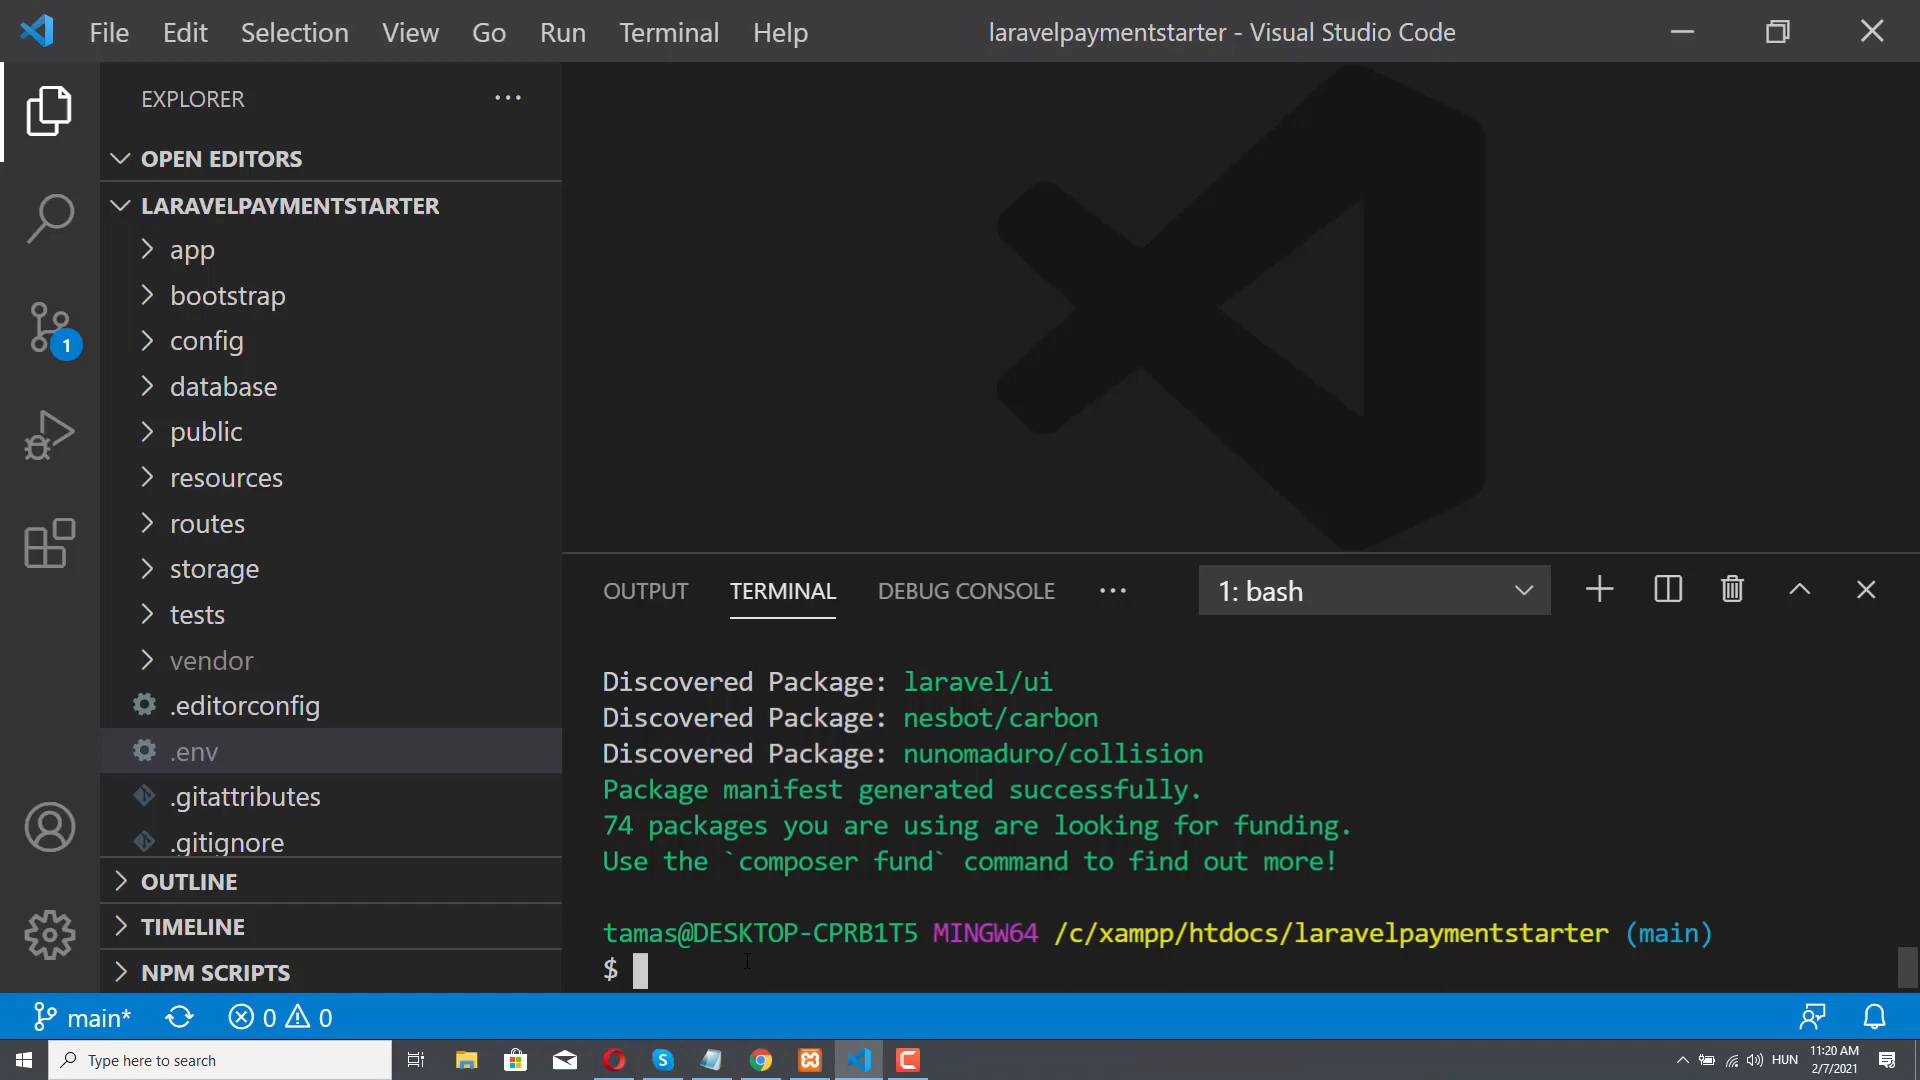 File Edit Selection View Go Run Terminal Help
laravelpaymentstarter - Visual Studio Code
EXPLORER
OPEN EDITORS
LARAVELPAYMENTSTARTER
app
bootstrap
config
database
public
resources
routes
storage
tests
vendor
.editorconfig
.env
.gitattributes
.gitignore
OUTLINE
TIMELINE
NPM SCRIPTS
1
OUTPUT TERMINAL DEBUG CONSOLE
1: bash
Discovered Package: laravel/ui
Discovered Package: nesbot/carbon
Discovered Package: nunomaduro/collision
Package manifest generated successfully.
74 packages you are using are looking for funding.
Use the `composer fund` command to find out more!
tamas@DESKTOP-CPRB1T5 MINGW64 /c/xampp/htdocs/laravelpaymentstarter (main)
$
main* 0 0
Type here to search
HUN
11:20 AM
2/7/2021